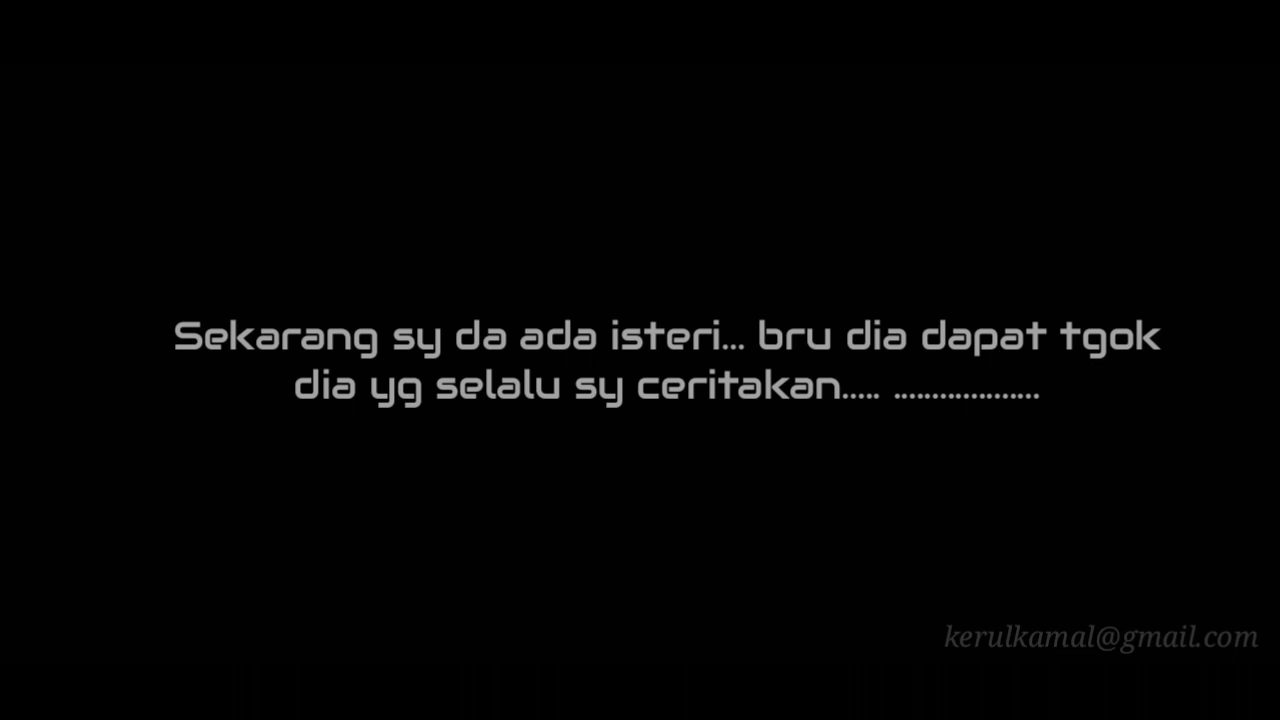 Sekarang sy da ada isteri... bru dia dapat tgok
dia yg selalu sy ceritakan..... ...................
kerulkamal@gmail.com